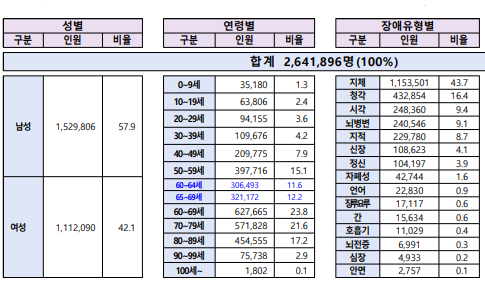 성별
구분 인원 비율
연령별
구분 인원 비율
장애유형별
구분 인원 비율
합계 2,641,896명(100%)
남성 1,529,806 57.9
여성 1,112,090 42.1
0~9세 35,180 1.3
10~19세 63,806 2.4
20~29세 94,155 3.6
30~39세 109,676 4.2
40~49세 209,775 7.9
50~59세 397,716 15.1
60~64세 306,493 11.6
65~69세 321,172 12.2
60~69세 627,665 23.8
70~79세 571,828 21.6
80~89세 454,555 17.2
90~99세 75,738 2.9
100세~ 1,802 0.1
지체 1,153,501 43.7
청각 432,854 16.4
시각 248,360 9.4
뇌병변 240,546 9.1
지적 229,780 8.7
신장 108,623 4.1
정신 104,197 3.9
자폐성 42,744 1.6
언어 22,830 0.9
장루요루 17,117 0.6
간 15,634 0.6
호흡기 11,029 0.4
뇌전증 6,991 0.3
심장 4,933 0.2
안면 2,757 0.1